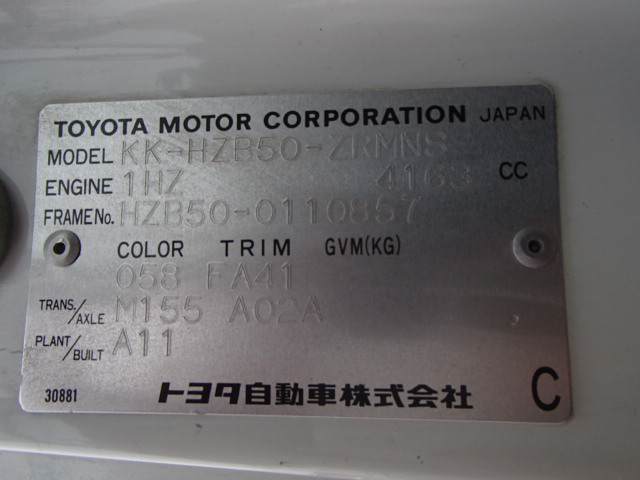 TOYOTA MOTOR CORPORATION JAPAN
MODEL KK-HZB50-ZRMNS
ENGINE 1HZ 4163 CC
FRAME No. HZB50-0110857
COLOR TRIM GVM(KG)
058 FA41
TRANS./AXLE M155 A02A
PLANT/BUILT A11
30881 トヨタ自動車株式会社 C